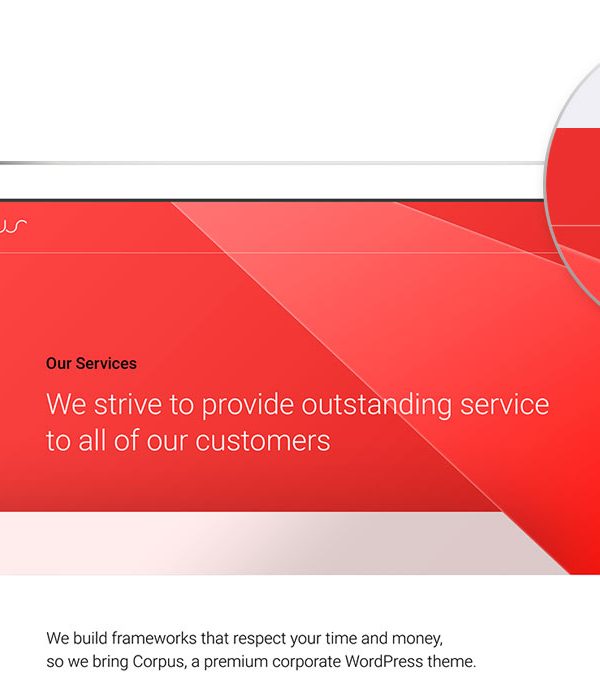 Our Services
We strive to provide outstanding service
to all of our customers
We build frameworks that respect your time and money,
so we bring Corpus, a premium corporate WordPress theme.